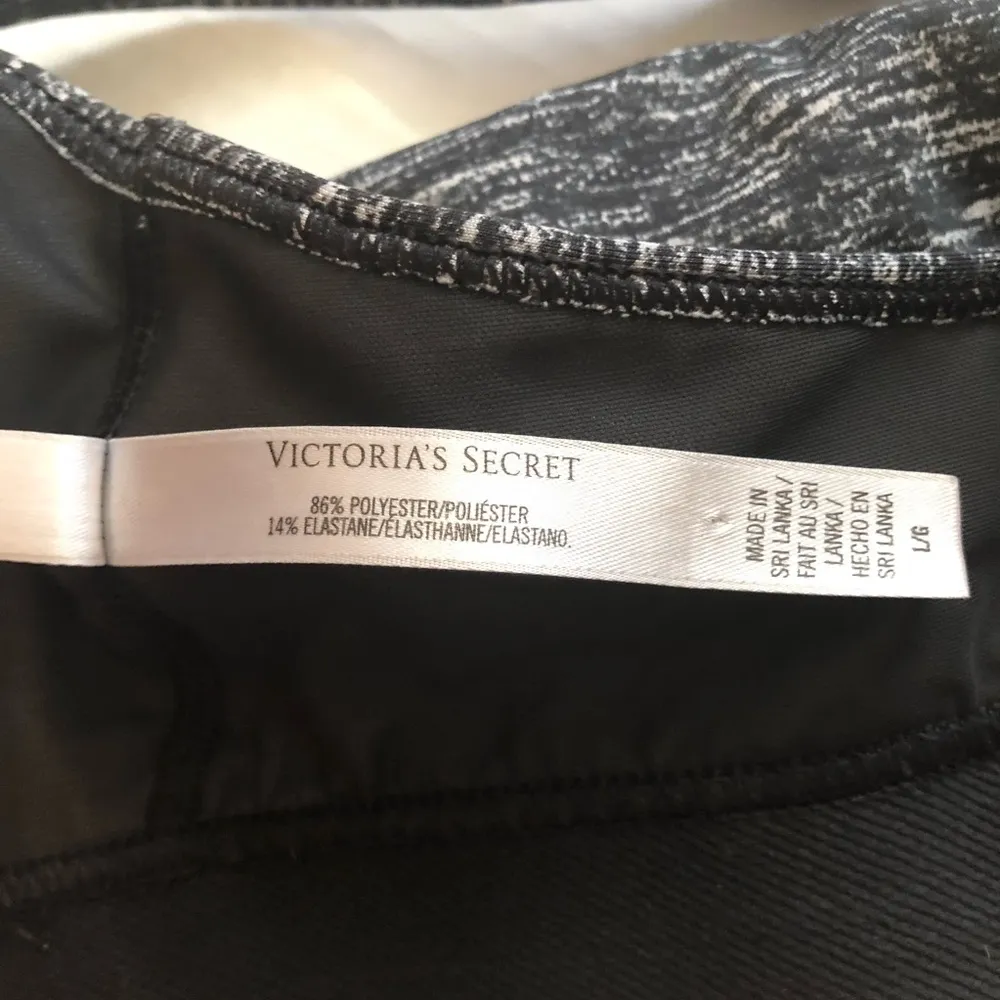 VICTORIA'S SECRET
86% POLYESTER/POLIÉSTER
14% ELASTANE/ÉLASTHANNE/ELASTANO.
MADE IN
SRI LANKA/
FAIT AU SRI
LANKA/
HECHO EN
SRI LANKA
L/G